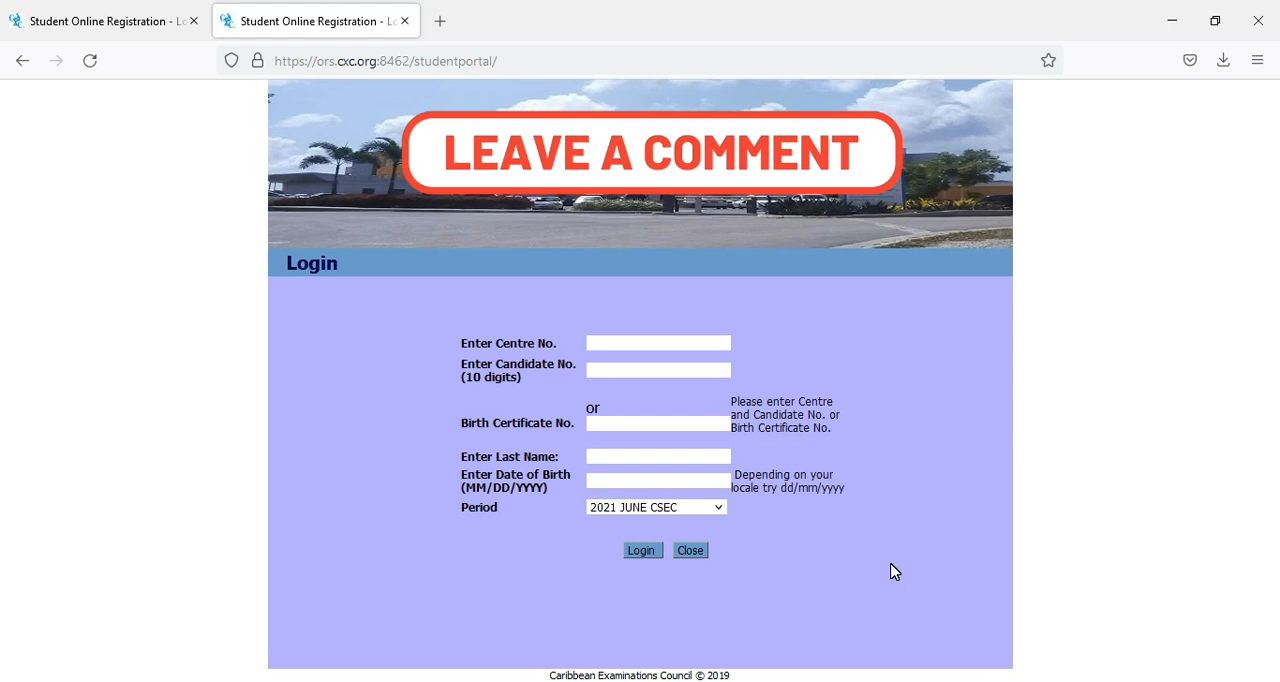 Student Online Registration - Lo
Student Online Registration - Lo
https://ors.cxc.org:8462/studentportal/
LEAVE A COMMENT
Login
Enter Centre No.
Enter Candidate No.
(10 digits)
or
Birth Certificate No.
Please enter Centre
and Candidate No. or
Birth Certificate No.
Enter Last Name:
Enter Date of Birth
(MM/DD/YYYY)
Depending on your
locale try dd/mm/yyyy
Period
2021 JUNE CSEC
Login
Close
Caribbean Examinations Council © 2019